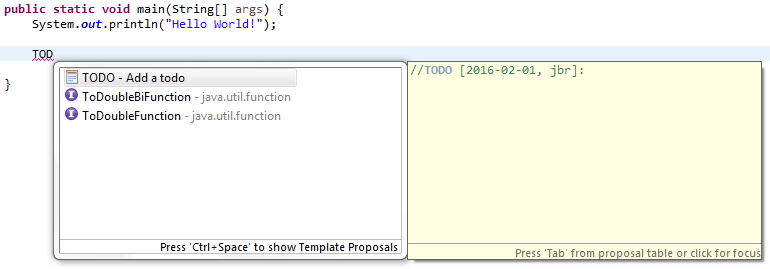 public static void main(String[] args) {
System.out.println("Hello World!");
TOD
}
TODO - Add a todo
ToDoubleBiFunction - java.util.function
ToDoubleFunction - java.util.function
Press 'Ctrl+Space' to show Template Proposals
//TODO [2016-02-01, jbr]:
Press 'Tab' from proposal table or click for focus